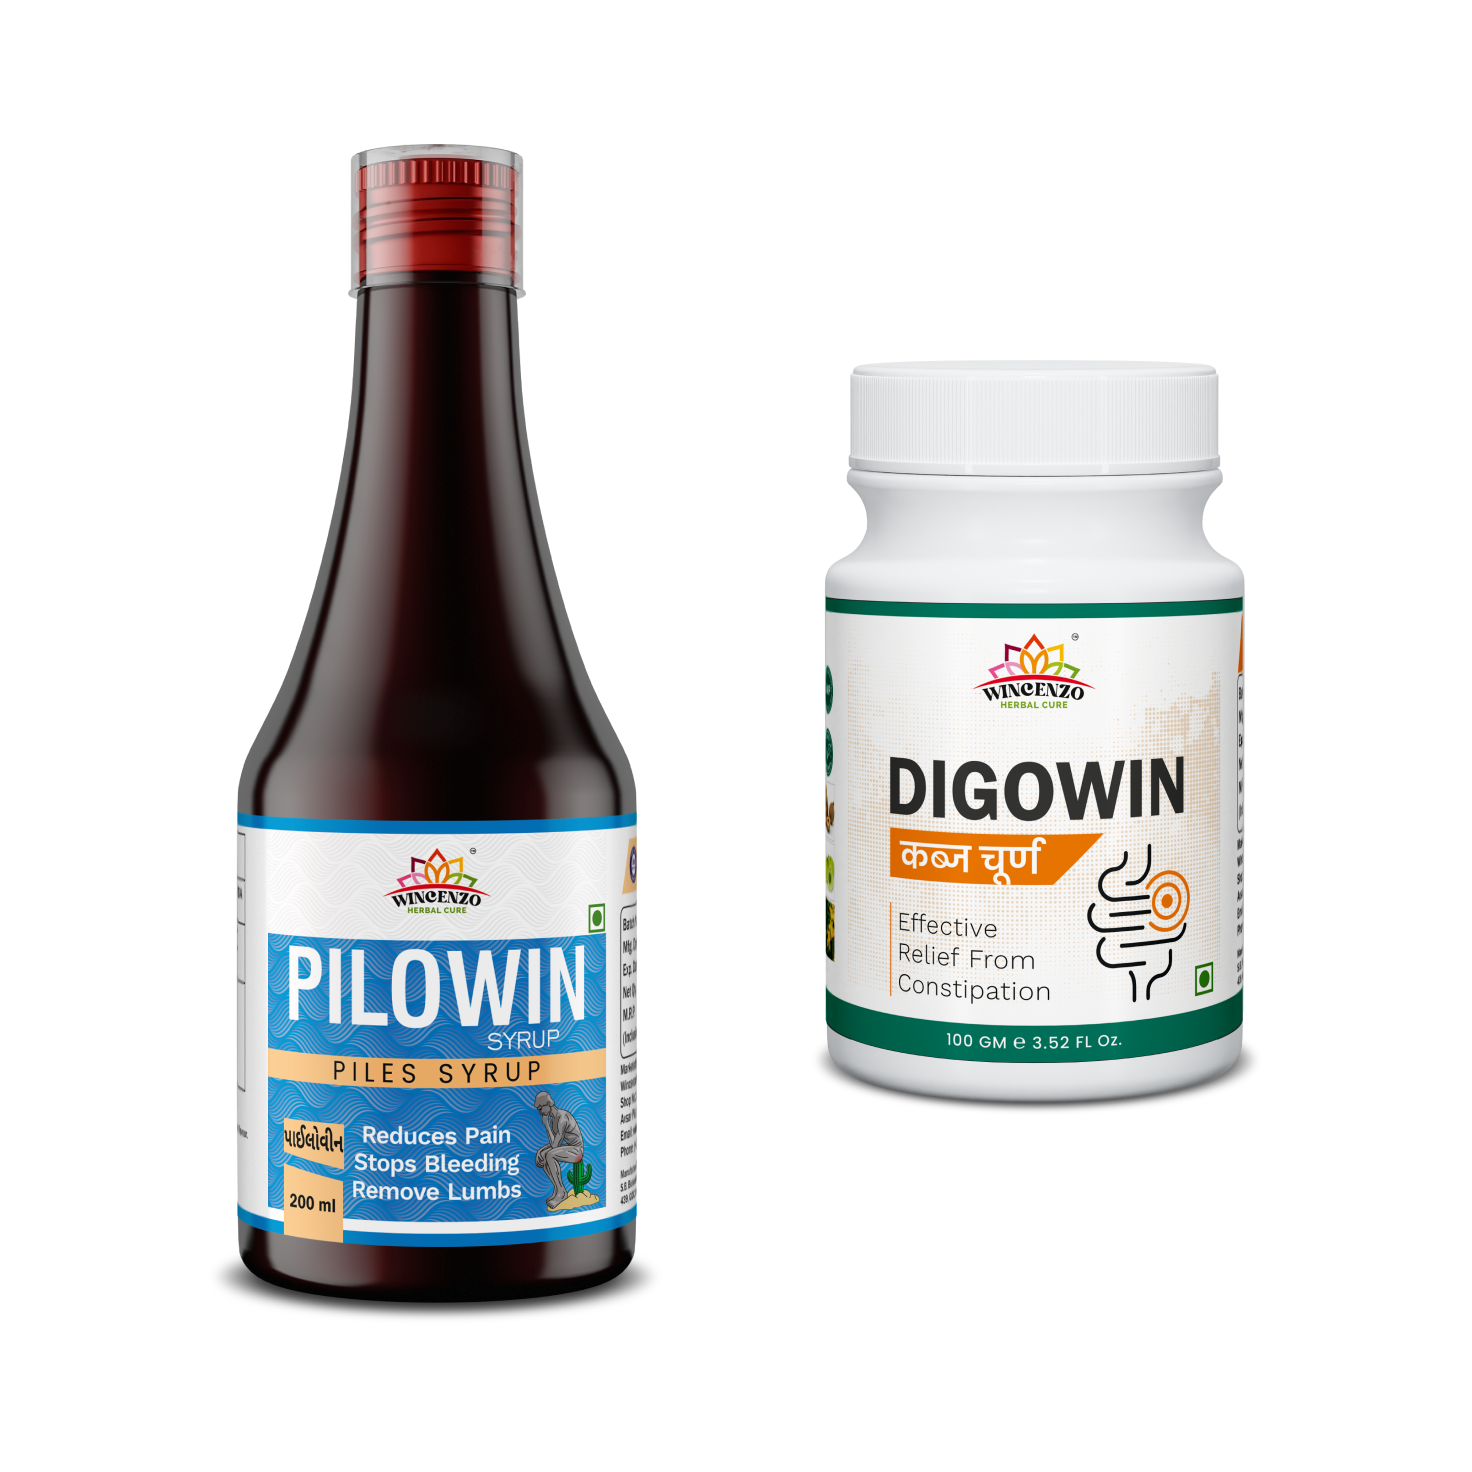 WINCENZO
HERBAL CURE
PILOWIN
SYRUP
PILES SYRUP
પાઈલોવીન
200 ml
Reduces Pain
Stops Bleeding
Remove Lumbs
WINCENZO
HERBAL CURE
DIGOWIN
कब्ज चूर्ण
Effective
Relief From
Constipation
100 GM ℮ 3.52 FL Oz.